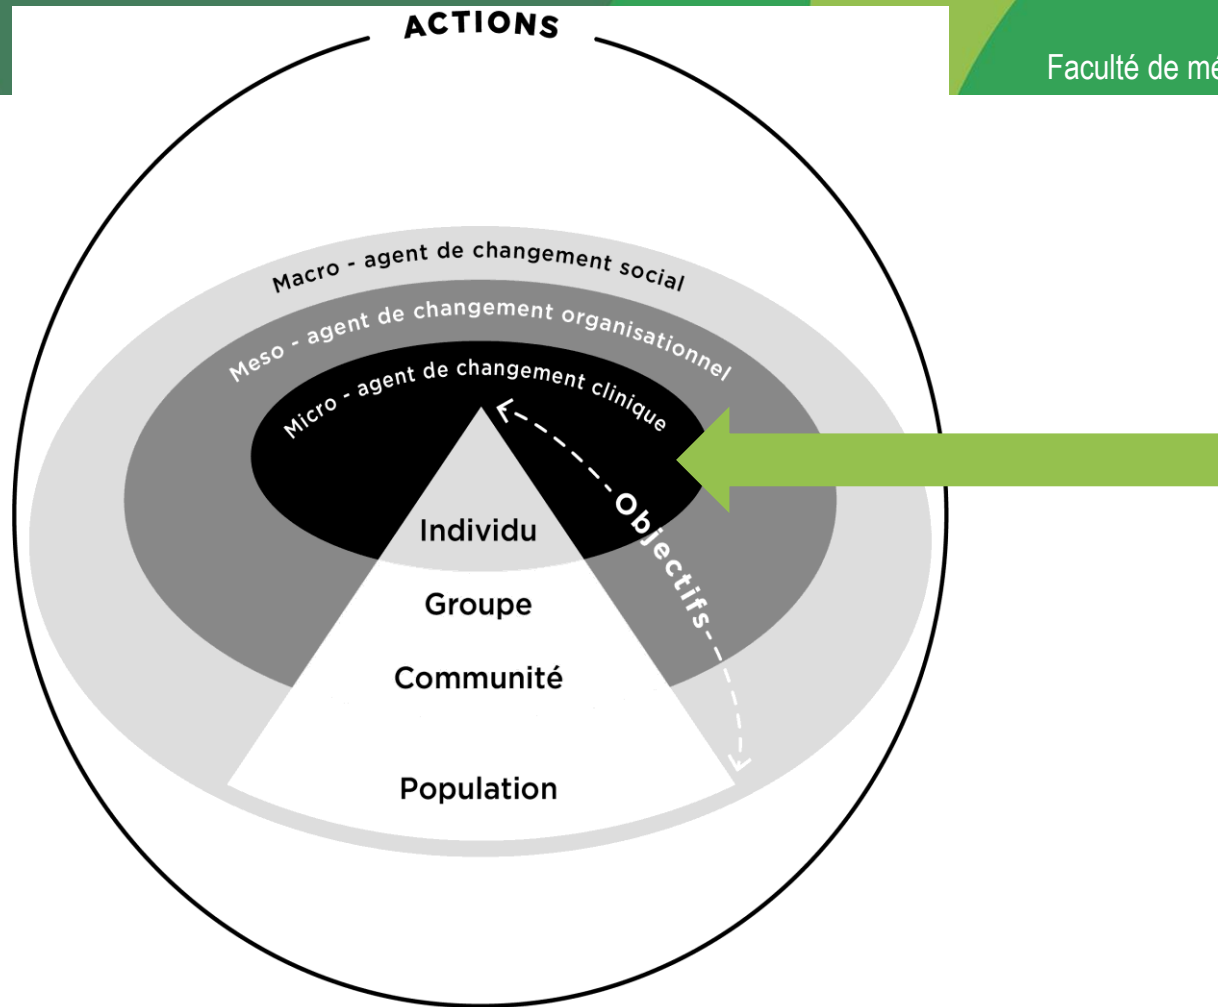 ACTIONS
Faculté de mé
Macro - agent de changement social
Meso - agent de changement organisationnel
Micro - agent de changement clinique
Objectifs
Individu
Groupe
Communité
Population